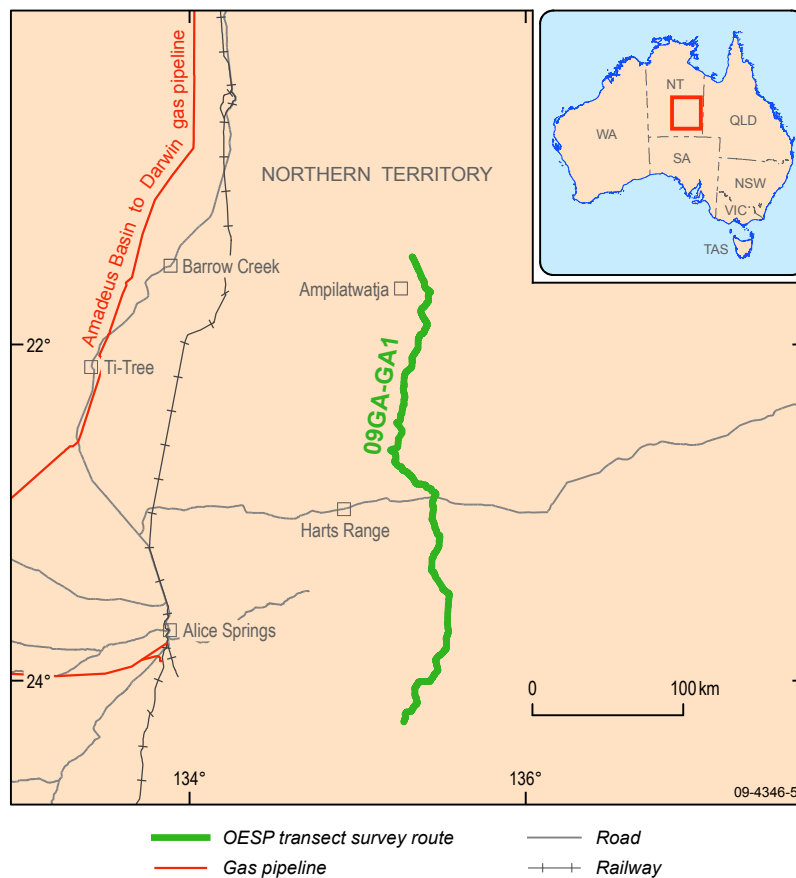 Amadeus Basin to Darwin gas pipeline
NORTHERN TERRITORY
NT
WA
QLD
SA
NSW
VIC
TAS
Barrow Creek
Ampilatwatja
22°
Ti-Tree
09GA-GA1
Harts Range
Alice Springs
24°
0 100 km
134° 136°
09-4346-5
OESP transect survey route Road
Gas pipeline Railway